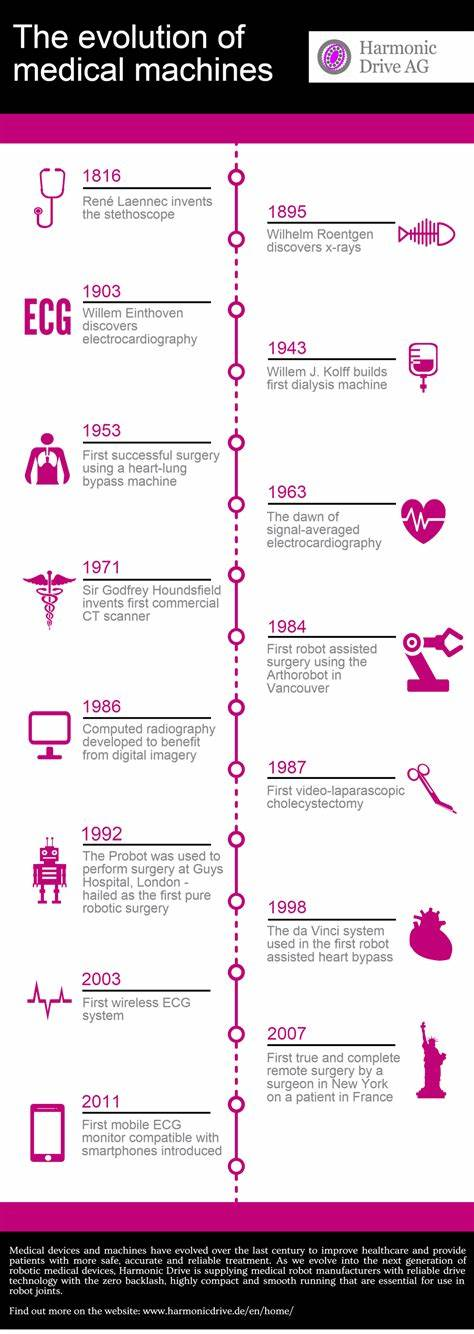 The evolution of
medical machines
Harmonic
Drive AG
1816
René Laennec invents
the stethoscope
1895
Wilhelm Roentgen
discovers x-rays
1903
ECG
Willem Einthoven
discovers
electrocardiography
1943
Willem J. Kolff builds
first dialysis machine
1953
First successful surgery
using a heart-lung
bypass machine
1963
The dawn of
signal-averaged
electrocardiography
1971
Sir Godfrey Houndsfield
invents first commercial
CT scanner
1984
First robot assisted
surgery using the
Arthorobot in
Vancouver
1986
Computed radiography
developed to benefit
from digital imagery
1987
First video-laparascopic
cholecystectomy
1992
The Probot was used to
perform surgery at Guys
Hospital, London -
hailed as the first pure
robotic surgery
1998
The da Vinci system
used in the first robot
assisted heart bypass
2003
First wireless ECG
system
2007
First true and complete
remote surgery by a
surgeon in New York
on a patient in France
2011
First mobile ECG
monitor compatible with
smartphones introduced
Medical devices and machines have evolved over the last century to improve healthcare and provide
patients with more safe, accurate and reliable treatment. As we evolve into the next generation of
robotic medical devices, Harmonic Drive is supplying medical robot manufacturers with reliable drive
technology with the zero backlash, highly compact and smooth running that are essential for use in
robot joints.
Find out more on the website: www.harmonicdrive.de/en/home/